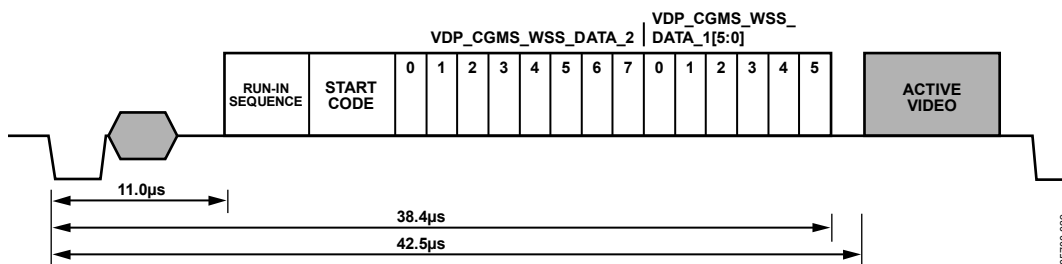 VDP_CGMS_WSS_DATA_2
VDP_CGMS_WSS_
DATA_1[5:0]
RUN-IN
SEQUENCE
START
CODE
0 1 2 3 4 5 6 7 0 1 2 3 4 5
ACTIVE
VIDEO
11.0µs
38.4µs
42.5µs